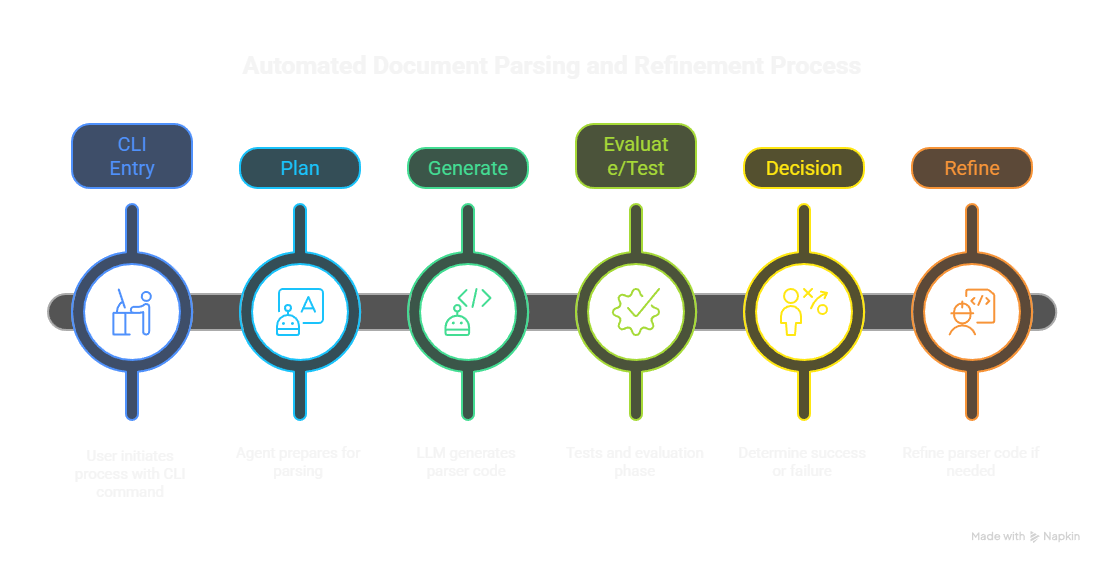 Automated Document Parsing and Refinement Process
CLI
Entry
Plan
Generate
Evaluat
e/Test
Decision
Refine
A
User initiates
process with CLI
command
Agent prepares for
parsing
LLM generates
parser code
Tests and evaluation
phase
Determine success
or failure
Refine parser code if
needed
Made with Napkin